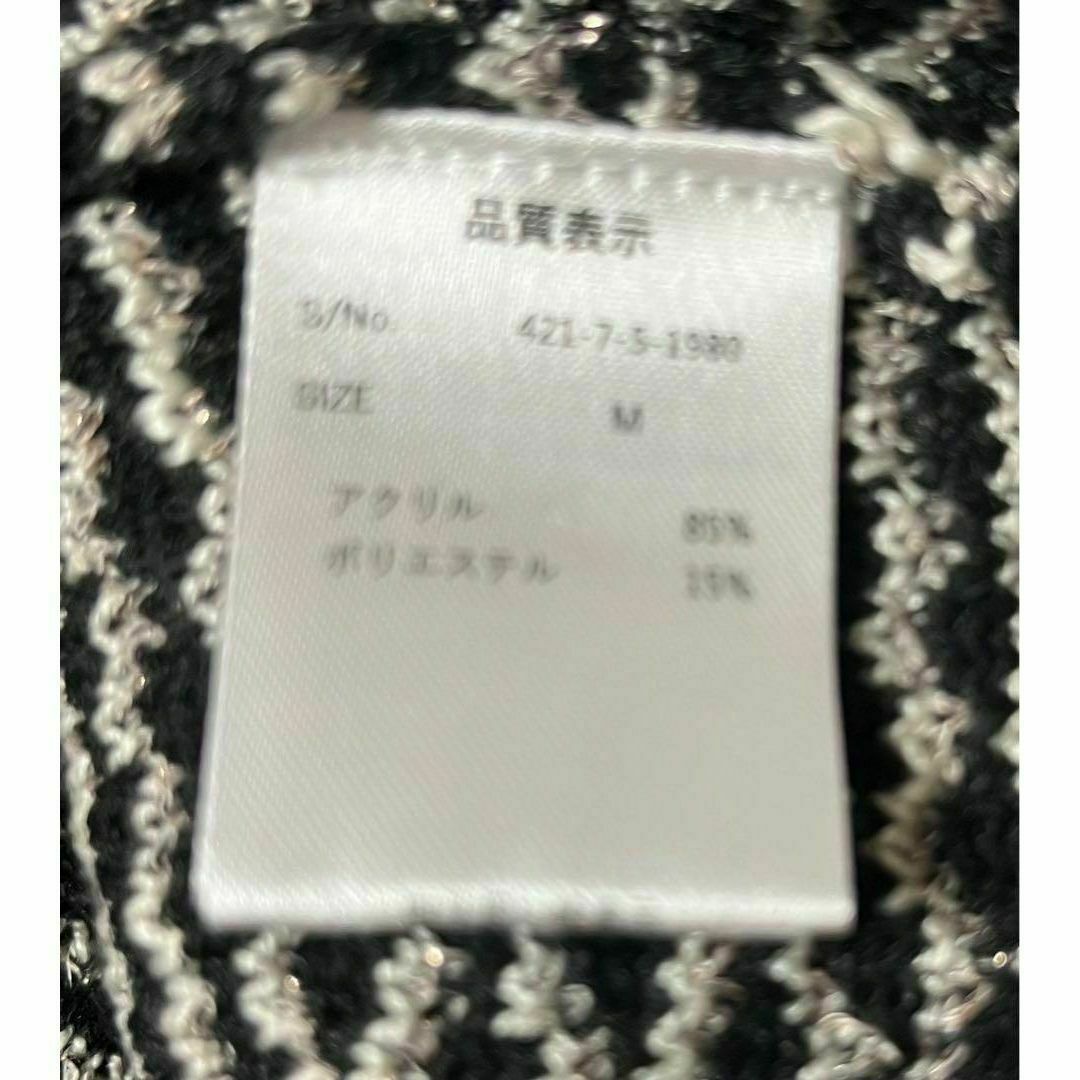 品質表示
S/No. 421-7-5-1980
SIZE M
アクリル 85%
ポリエステル 15%